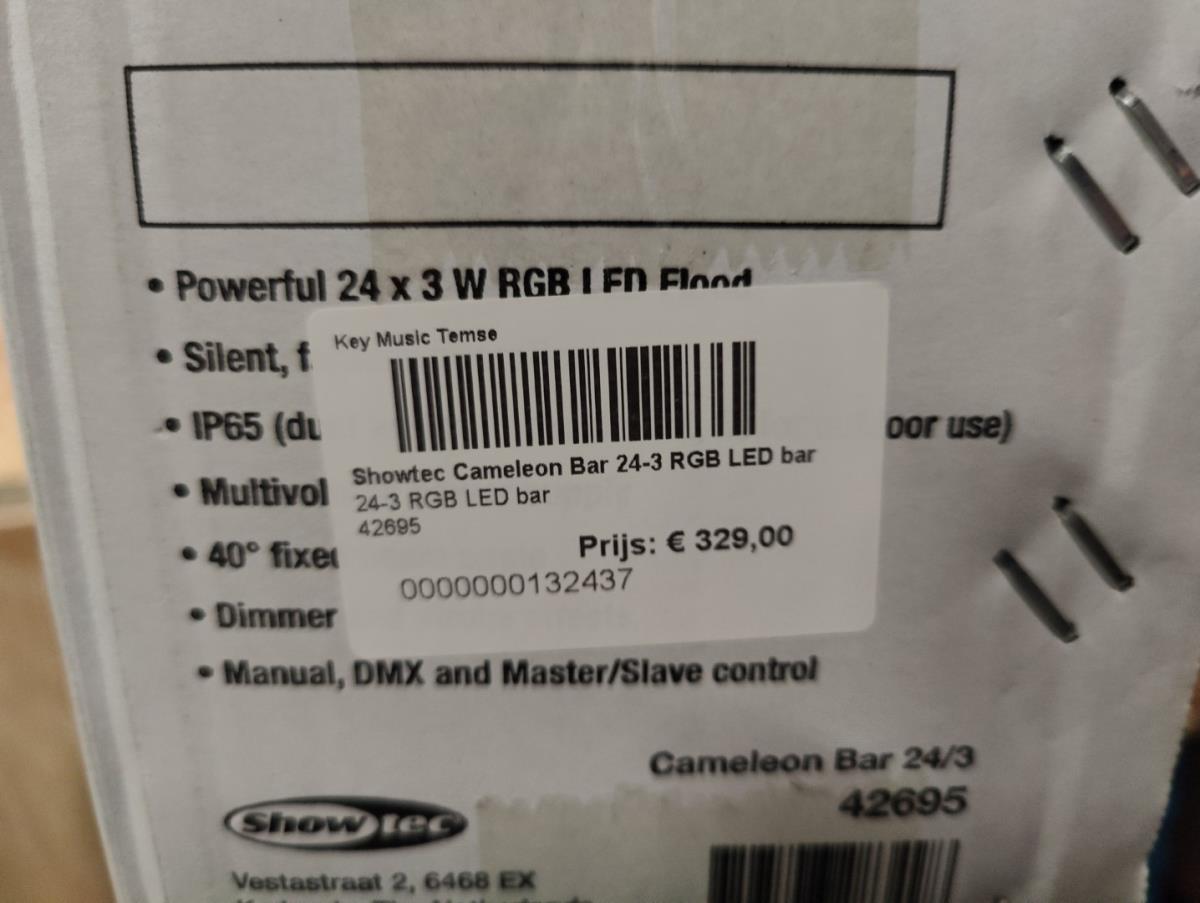 • Powerful 24 x 3 W RGB LED Flood
• Silent, f
Key Music Temse
• IP65 (du
oor use)
Showtec Cameleon Bar 24-3 RGB LED bar
• Multivol
24-3 RGB LED bar
42695
• 40° fixe
Prijs: € 329,00
0000000132437
• Dimmer
• Manual, DMX and Master/Slave control
Cameleon Bar 24/3
42695
Showtec
Vestastraat 2, 6468 EX